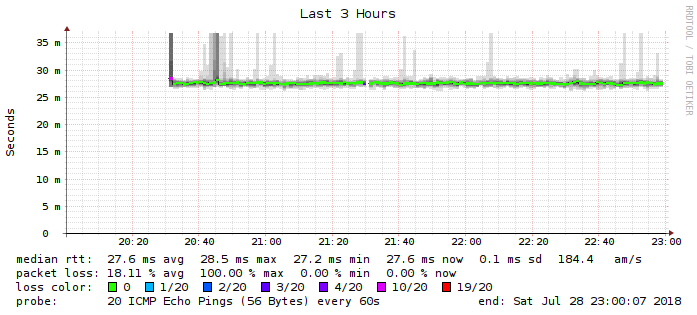 Last 3 Hours
RRDTOOL / TOBI OETIKER
Seconds
35 m
30 m
25 m
20 m
15 m
10 m
5 m
0
20:20 20:40 21:00 21:20 21:40 22:00 22:20 22:40 23:00
median rtt: 27.6 ms avg 28.5 ms max 27.2 ms min 27.6 ms now 0.1 ms sd 184.4 am/s
packet loss: 18.11 % avg 100.00 % max 0.00 % min 0.00 % now
loss color: 0 1/20 2/20 3/20 4/20 10/20 19/20
probe: 20 ICMP Echo Pings (56 Bytes) every 60s end: Sat Jul 28 23:00:07 2018